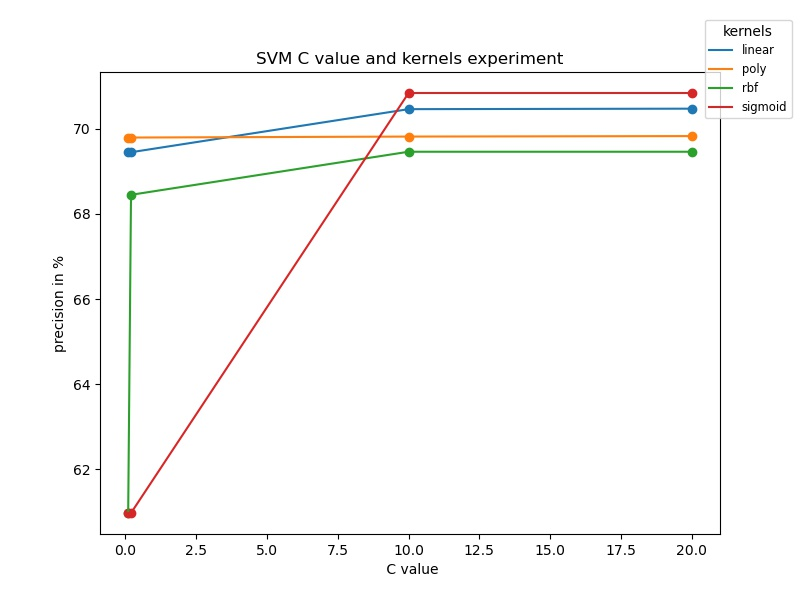 kernels
linear
poly
rbf
sigmoid
SVM C value and kernels experiment
precision in %
70
68
66
64
62
0.0 2.5 5.0 7.5 10.0 12.5 15.0 17.5 20.0
C value